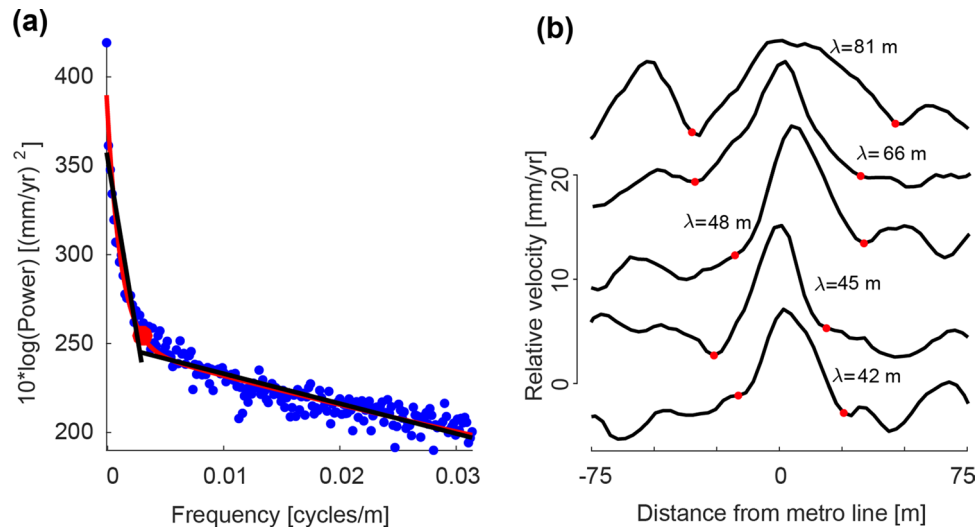 (a)
10*log(Power) [(mm/yr) ²]
400
350
300
250
200
0
0.01
0.02
0.03
Frequency [cycles/m]
(b)
Relative velocity [mm/yr]
20
10
0
λ=81 m
λ=66 m
λ=48 m
λ=45 m
λ=42 m
-75
0
75
Distance from metro line [m]